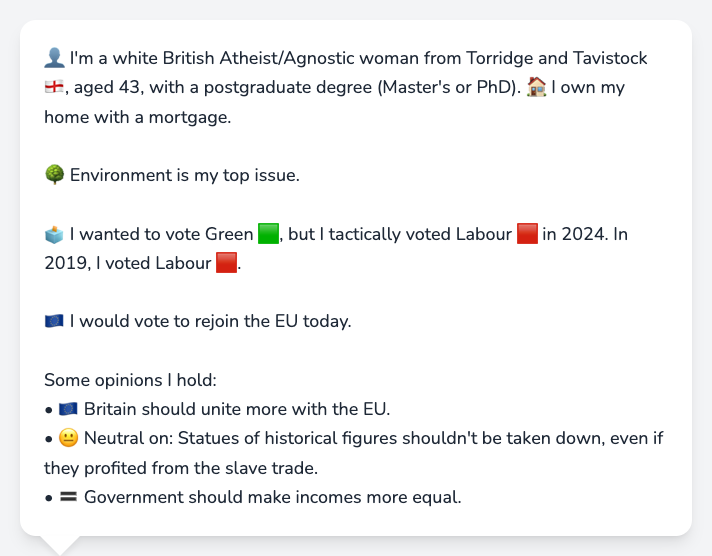 👤 I'm a white British Atheist/Agnostic woman from Torridge and Tavistock
🏴󠁧󠁢󠁥󠁮󠁧󠁿, aged 43, with a postgraduate degree (Master's or PhD). 🏠 I own my
home with a mortgage.
🌳 Environment is my top issue.
🗳️ I wanted to vote Green 🟩, but I tactically voted Labour 🟥 in 2024. In
2019, I voted Labour 🟥.
🇪🇺 I would vote to rejoin the EU today.
Some opinions I hold:
• 🇪🇺 Britain should unite more with the EU.
• 😐 Neutral on: Statues of historical figures shouldn't be taken down, even if
they profited from the slave trade.
• 🟰 Government should make incomes more equal.